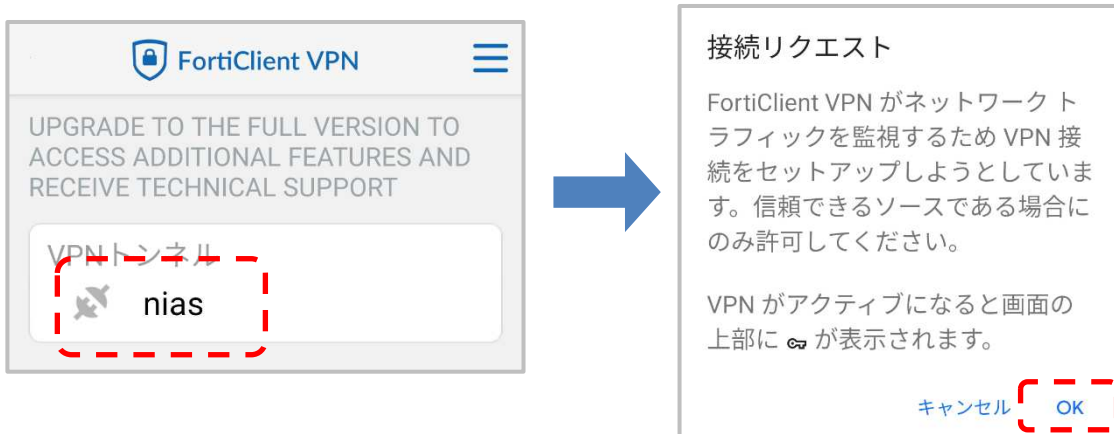 FortiClient VPN
UPGRADE TO THE FULL VERSION TO
ACCESS ADDITIONAL FEATURES AND
RECEIVE TECHNICAL SUPPORT
VPNトンネル
nias
接続リクエスト
FortiClient VPN がネットワーク ト
ラフィックを監視するため VPN 接
続をセットアップしようとしていま
す。信頼できるソースである場合に
のみ許可してください。
VPN がアクティブになると画面の
上部に が表示されます。
キャンセル OK